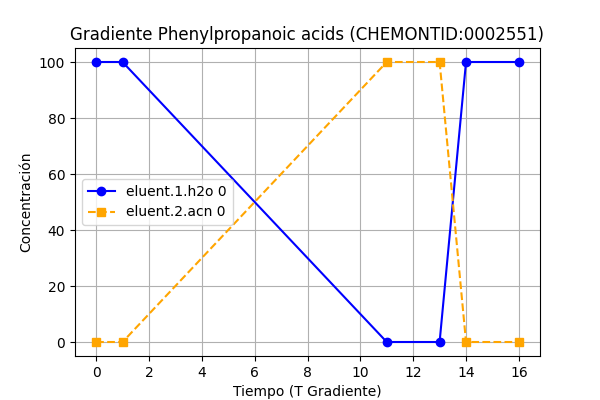 Gradiente Phenylpropanoic acids (CHEMONTID:0002551)
100
80
60
40
20
0
Concentración
eluent.1.h2o 0
eluent.2.acn 0
0 2 4 6 8 10 12 14 16
Tiempo (T Gradiente)